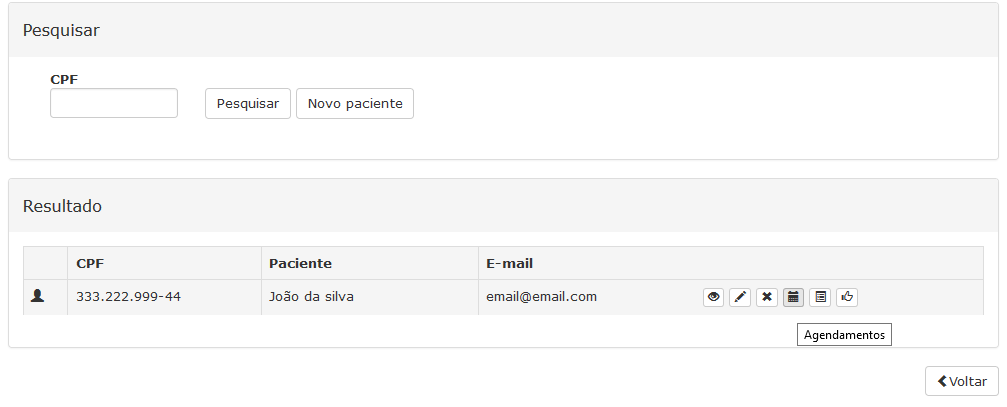 Pesquisar
CPF
Pesquisar Novo paciente
Resultado
CPF Paciente E-mail
333.222.999-44 João da silva email@email.com
Agendamentos
Voltar